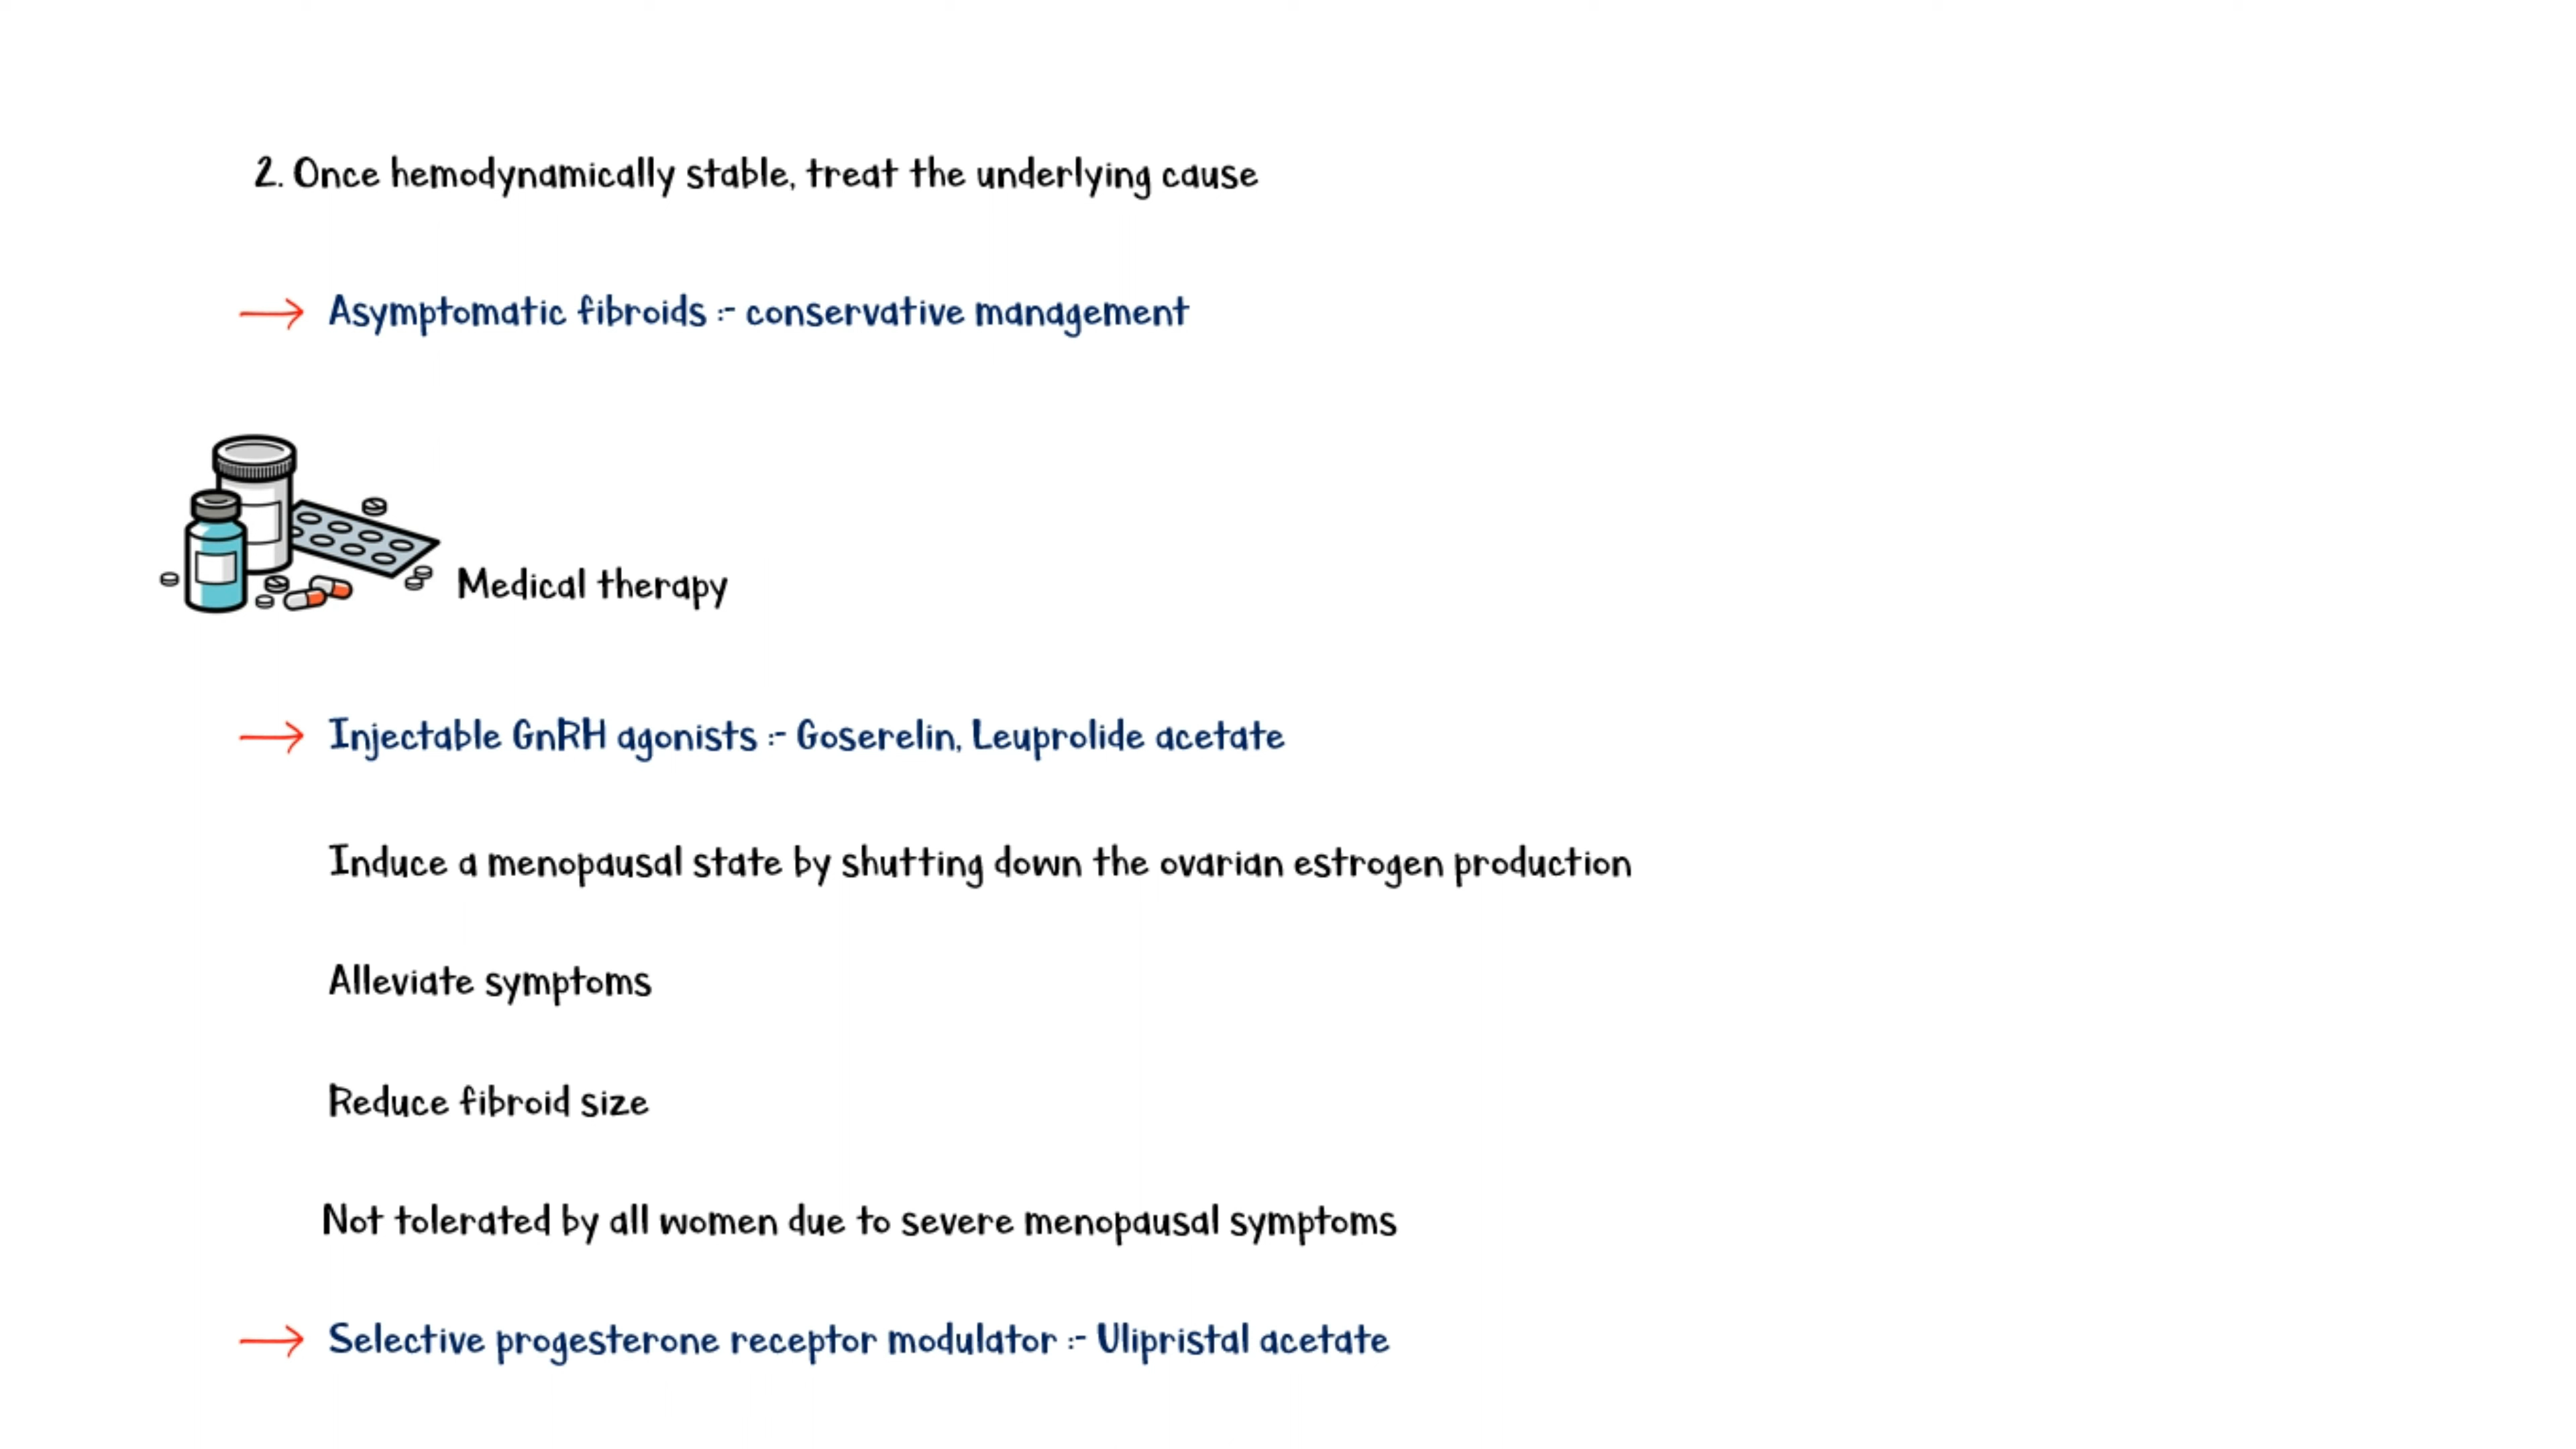 2. Once hemodynamically stable, treat the underlying cause
Asymptomatic fibroids :- conservative management
Medical therapy
Injectable GnRH agonists :- Goserelin, Leuprolide acetate
Induce a menopausal state by shutting down the ovarian estrogen production
Alleviate symptoms
Reduce fibroid size
Not tolerated by all women due to severe menopausal symptoms
Selective progesterone receptor modulator :- Ulipristal acetate